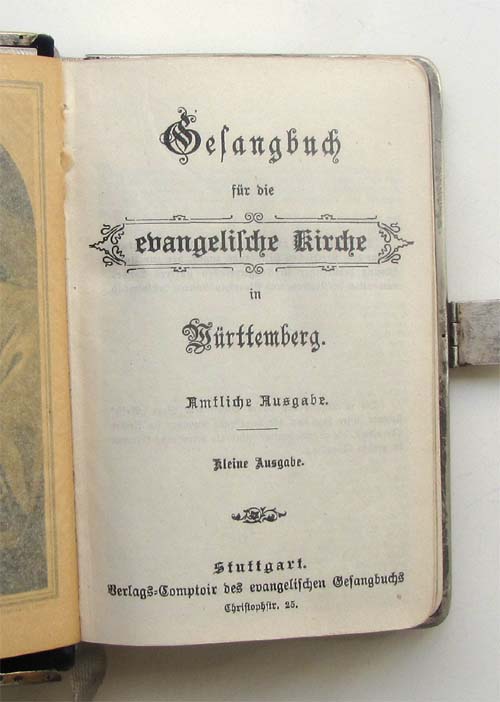 Geſangbuch
für die
evangeliſche Kirche
in
Württemberg.
Amtliche Ausgabe.
Kleine Ausgabe.
Stuttgart.
Verlags-Comptoir des evangeliſchen Geſangbuchs
Chriſtophſtr. 25.